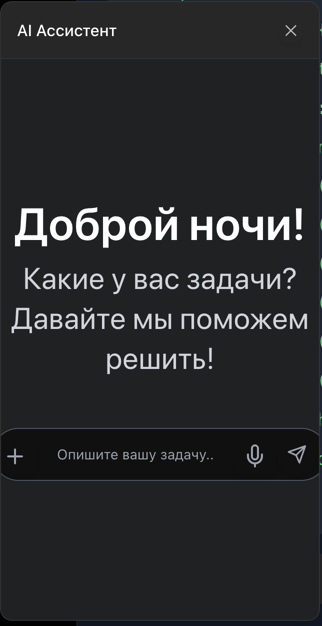 AI Ассистент
Доброй ночи!
Какие у вас задачи?
Давайте мы поможем
решить!
Опишите вашу задачу..